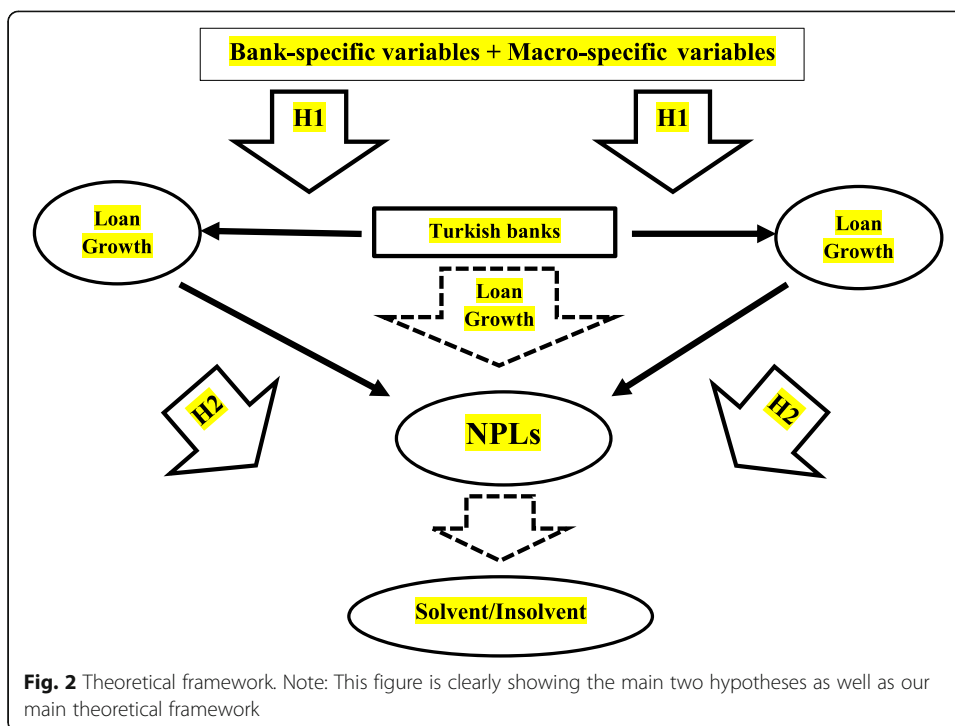 Bank-specific variables + Macro-specific variables
H1
H1
Loan
Growth
Turkish banks
Loan
Growth
Loan
Growth
H2
NPLs
H2
Solvent/Insolvent
Fig. 2 Theoretical framework. Note: This figure is clearly showing the main two hypotheses as well as our
main theoretical framework